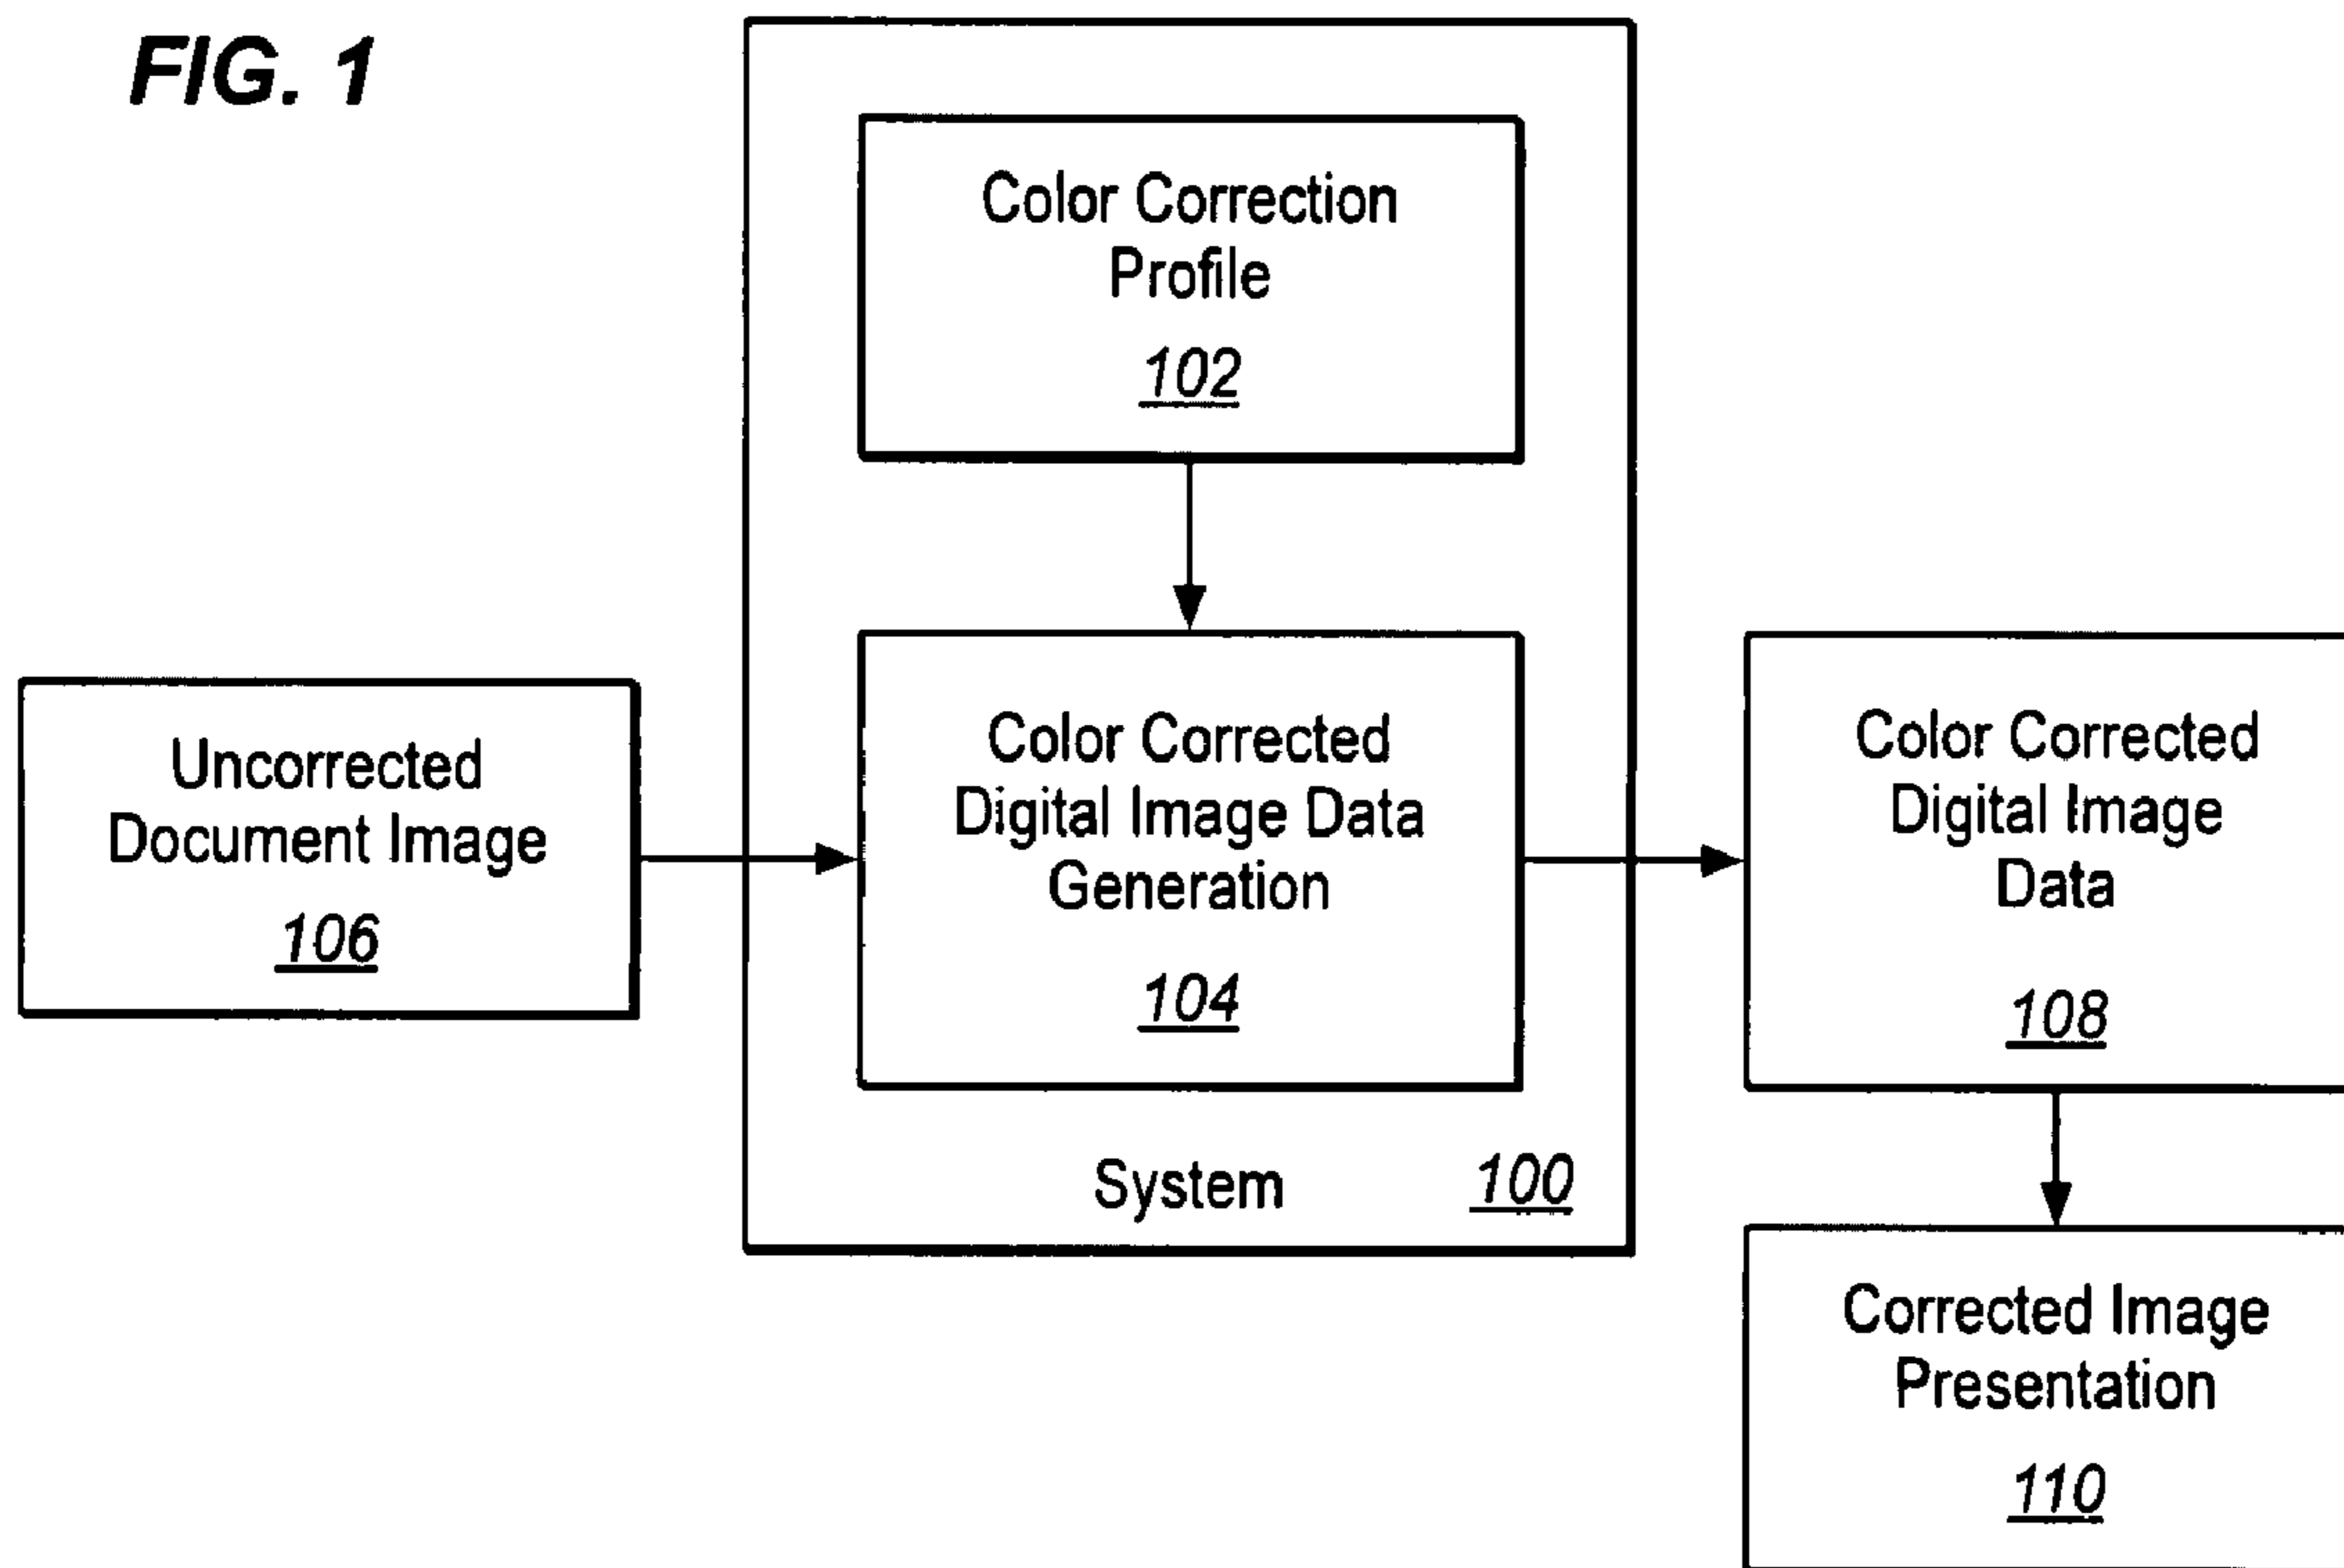 FIG. 1
Color Correction
Profile
102
Uncorrected
Document Image
106
Color Corrected
Digital Image Data
Generation
104
Color Corrected
Digital Image
Data
108
System 100
Corrected Image
Presentation
110